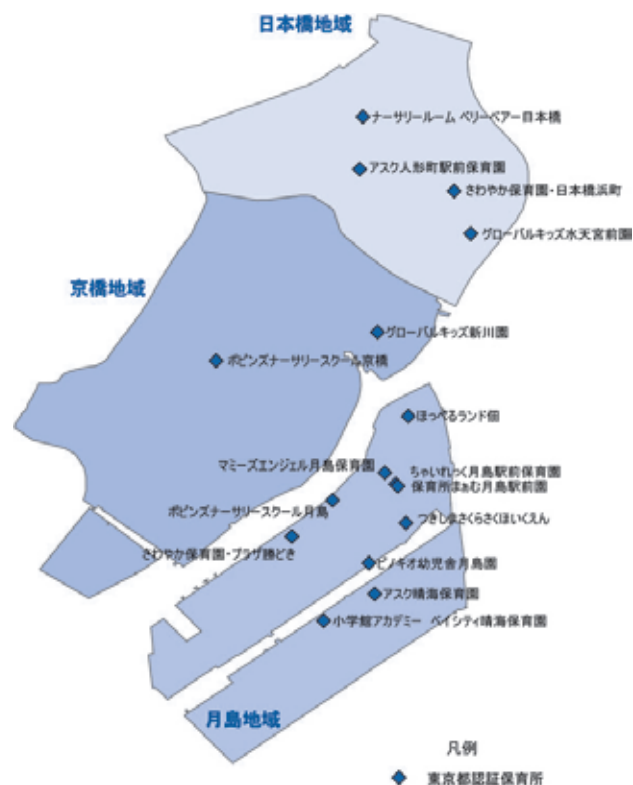 日本橋地域
ナーサリールーム ベリーベアー日本橋
アスク人形町駅前保育園
さわやか保育園・日本橋浜町
グローバルキッズ水天宮前園
京橋地域
グローバルキッズ新川園
ポピンズナーサリースクール京橋
ほっぺるランド佃
マミーズエンジェル月島保育園
ちゃいれっく月島駅前保育園
保育所まぁむ月島駅前園
ポピンズナーサリースクール月島
つきしまさくらさくほいくえん
さわやか保育園・プラザ勝どき
ピノキオ幼児舎月島園
アスク晴海保育園
小学館アカデミー ベイシティ晴海保育園
月島地域
凡例
東京都認証保育所